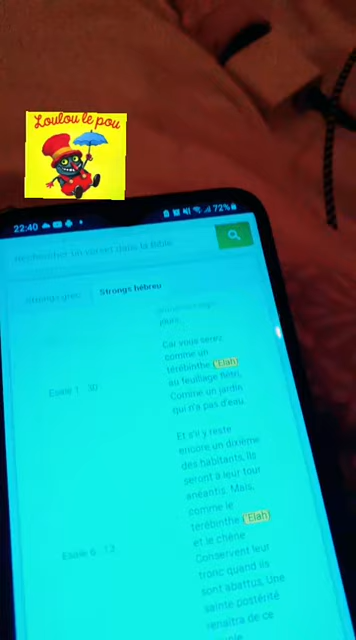 Loulou le pou
22:40
72%
Rechercher un verset dans la Bible
Strongs grec
Strongs hébreu
jours.
Car vous serez
comme un
térébinthe ('Elah)
au feuillage flétri,
Comme un jardin
qui n'a pas d'eau.
Esaïe 1 : 30
Et s'il y reste
encore un dixième
des habitants, Ils
seront à leur tour
anéantis. Mais,
comme le
térébinthe ('Elah)
et le chêne
Conservent leur
tronc quand ils
sont abattus, Une
sainte postérité
renaîtra de ce
Esaïe 6 : 13